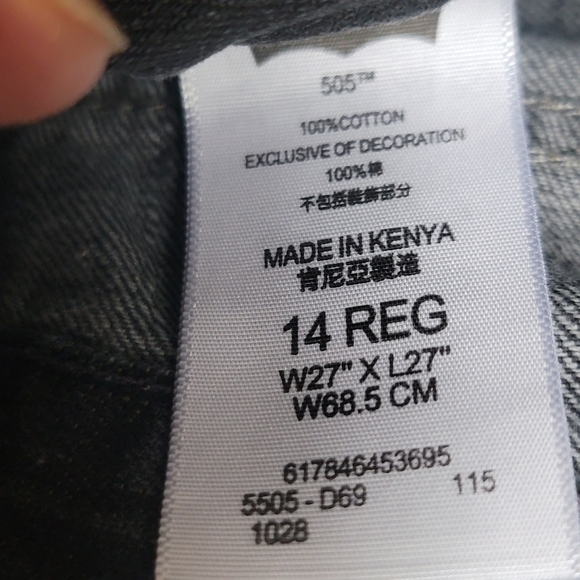 505™
100%COTTON
EXCLUSIVE OF DECORATION
100%棉
不包括裝飾部分
MADE IN KENYA
肯尼亞製造
14 REG
W27" X L27"
W68.5 CM
617846453695
5505 - D69 115
1028